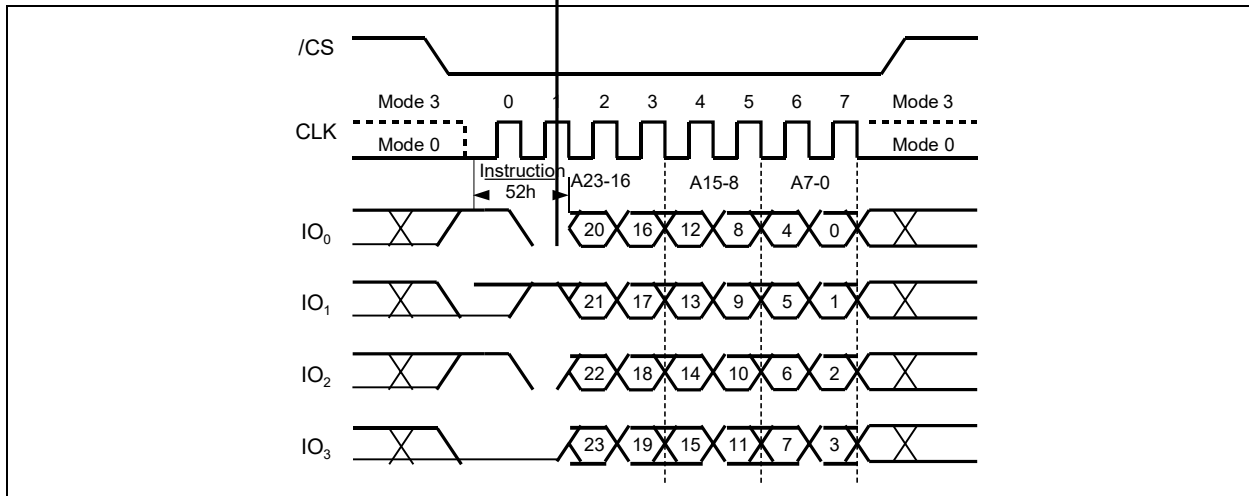 /CS
Mode 3 0 1 2 3 4 5 6 7 Mode 3
CLK
Mode 0 Mode 0
Instruction
52h
A23-16 A15-8 A7-0
IO0 20 16 12 8 4 0
IO1 21 17 13 9 5 1
IO2 22 18 14 10 6 2
IO3 23 19 15 11 7 3